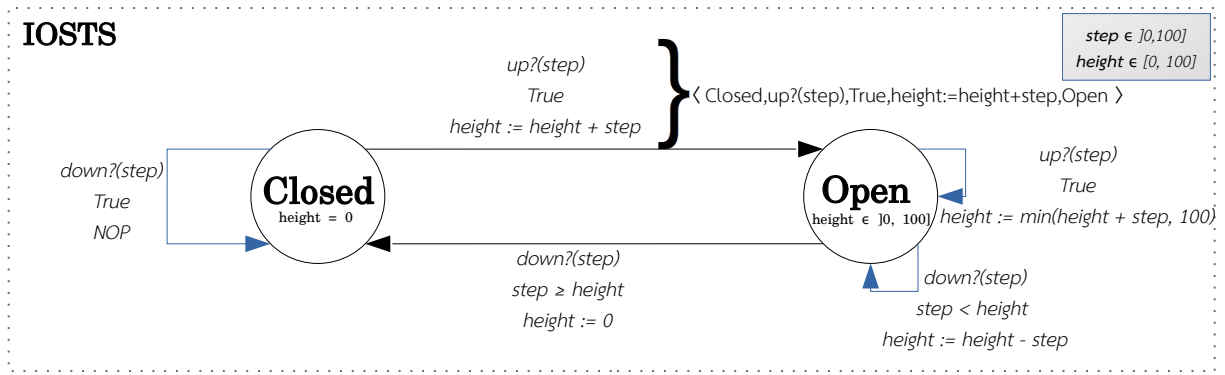 IOSTS
step ϵ ]0,100]
height ϵ [0, 100]
up?(step)
True
height := height + step
}
⟨ Closed,up?(step),True,height:=height+step,Open ⟩
down?(step)
True
NOP
Closed
height = 0
Open
height ∈ ]0, 100]
up?(step)
True
height := min(height + step, 100)
down?(step)
step ≥ height
height := 0
down?(step)
step < height
height := height - step